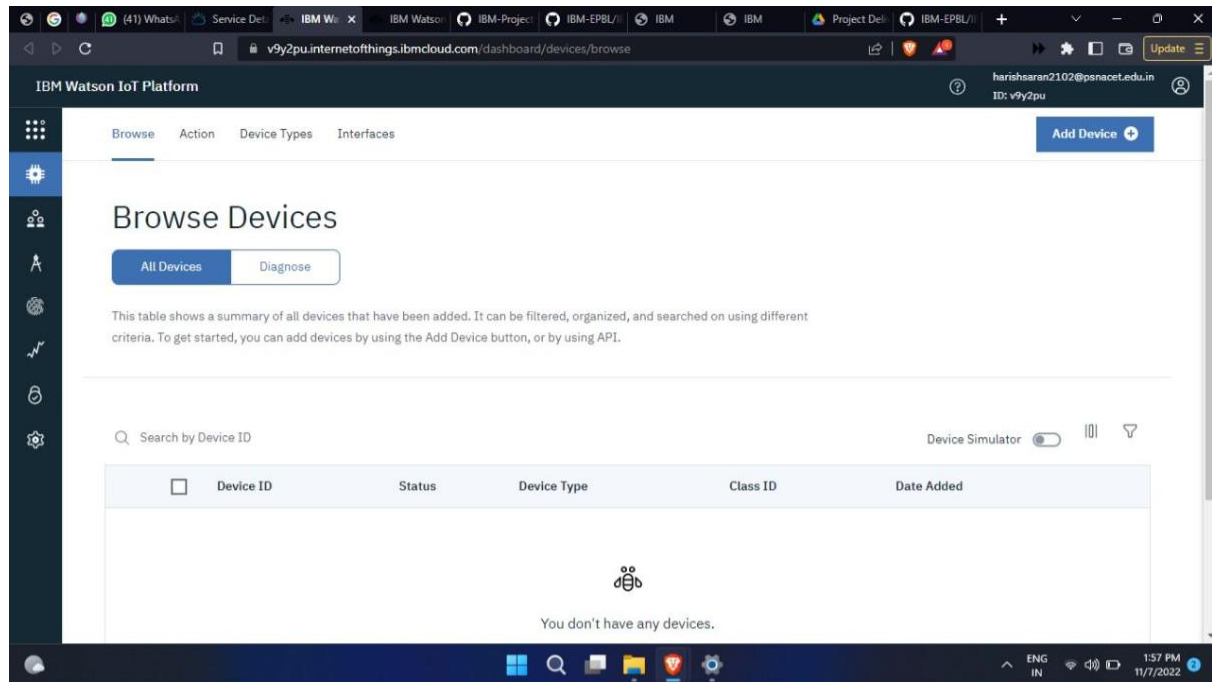 (41) WhatsA
Service Deta
IBM Wa
IBM Watson
IBM-Project
IBM-EPBL/I
IBM
IBM
Project Deli
IBM-EPBL/I
v9y2pu.internetofthings.ibmcloud.com/dashboard/devices/browse
Update
IBM Watson IoT Platform
harishsaran2102@psnacet.edu.in
ID: v9y2pu
Browse Action Device Types Interfaces
Add Device
Browse Devices
All Devices Diagnose
This table shows a summary of all devices that have been added. It can be filtered, organized, and searched on using different
criteria. To get started, you can add devices by using the Add Device button, or by using API.
Search by Device ID
Device Simulator
Device ID Status Device Type Class ID Date Added
You don't have any devices.
ENG
IN
1:57 PM
11/7/2022
2